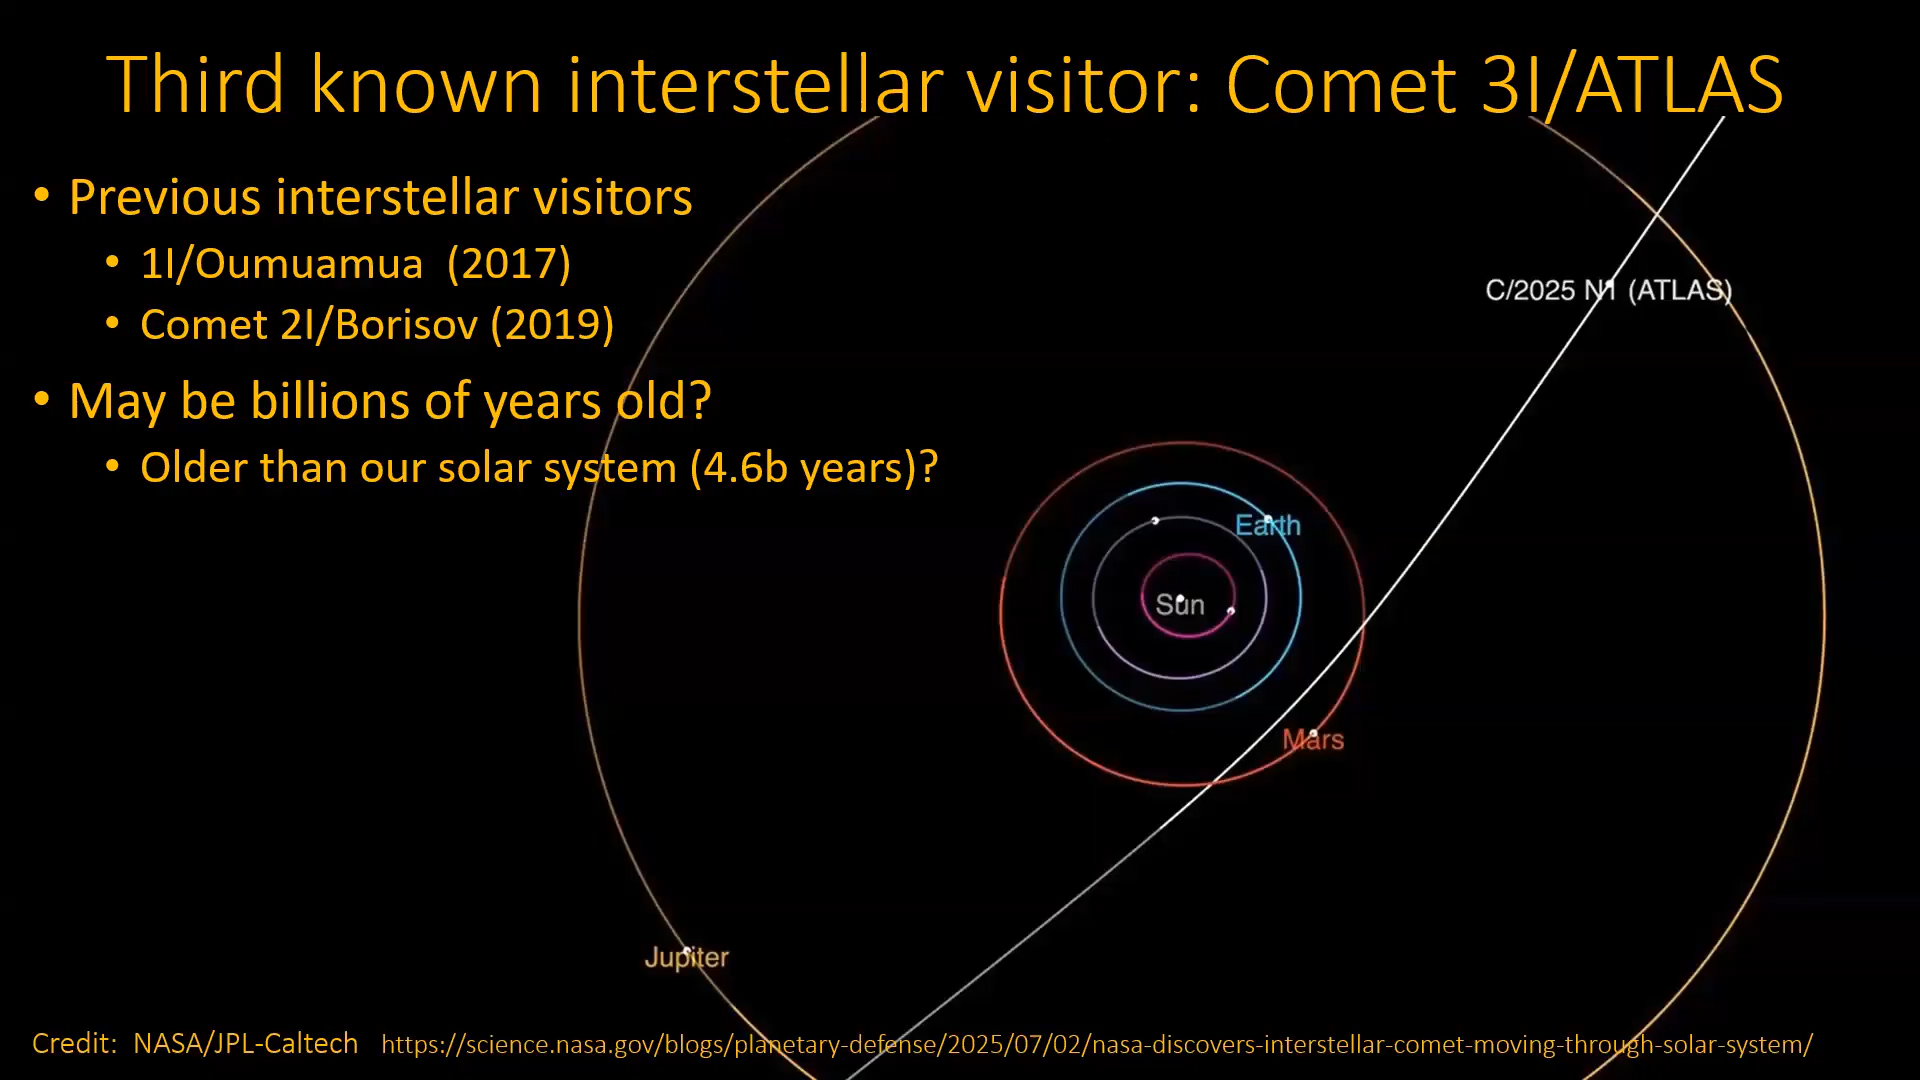 Third known interstellar visitor: Comet 3I/ATLAS
• Previous interstellar visitors
• 1I/Oumuamua (2017)
• Comet 2I/Borisov (2019)
• May be billions of years old?
• Older than our solar system (4.6b years)?
C/2025 N1 (ATLAS)
Earth
Sun
Mars
Jupiter
Credit: NASA/JPL-Caltech https://science.nasa.gov/blogs/planetary-defense/2025/07/02/nasa-discovers-interstellar-comet-moving-through-solar-system/